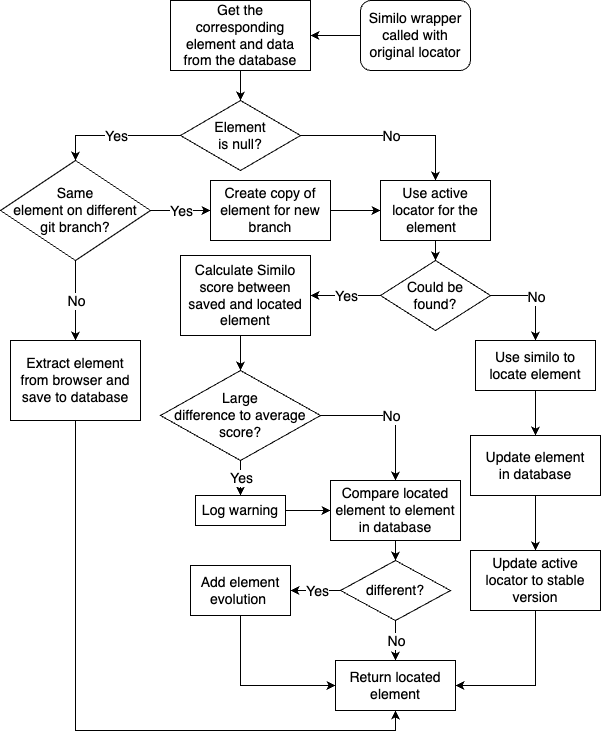 Get the
corresponding
element and data
from the database
Similo wrapper
called with
original locator
Element
is null?
Yes
No
Same
element on different
git branch?
Yes
Create copy of
element for new
branch
Use active
locator for the
element
No
Calculate Similo
score between
saved and located
element
Yes
Could be
found?
No
Extract element
from browser and
save to database
Use similo to
locate element
Large
difference to average
score?
No
Yes
Update element
in database
Log warning
Compare located
element to element
in database
Add element
evolution
Yes
different?
Update active
locator to stable
version
No
Return located
element